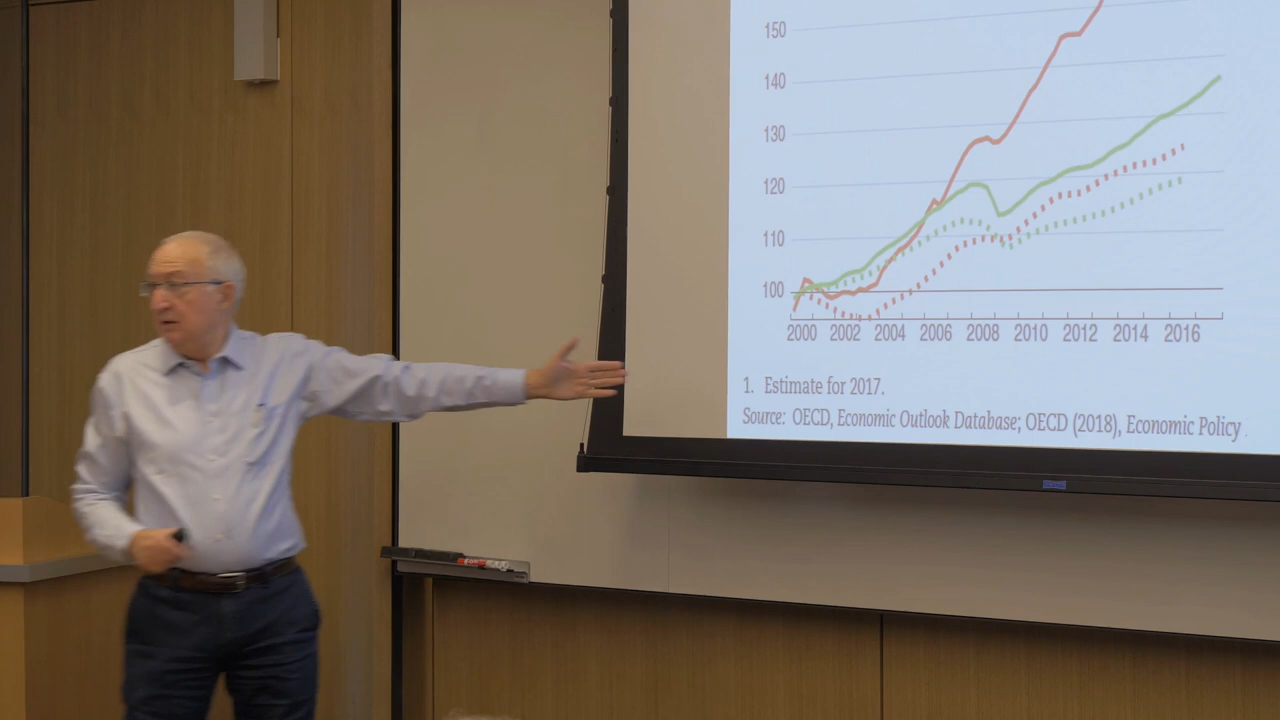 150
140
130
120
110
100
2000 2002 2004 2006 2008 2010 2012 2014 2016
1. Estimate for 2017.
Source: OECD, Economic Outlook Database; OECD (2018), Economic Policy